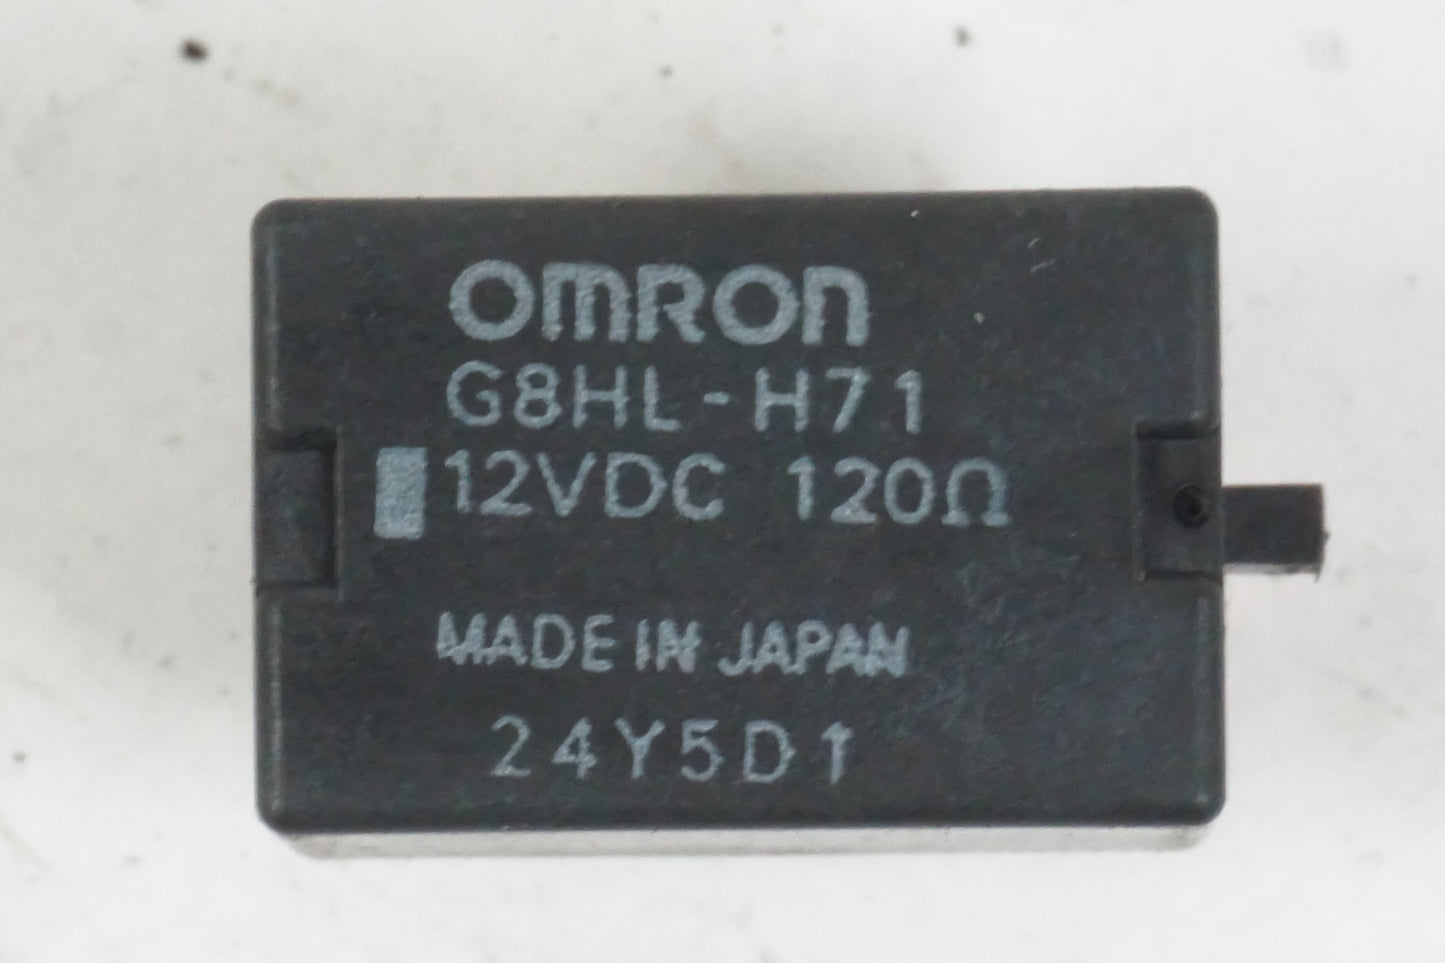 OMRON
G8HL-H71
12VDC 120Ω
MADE IN JAPAN
24Y5D↑